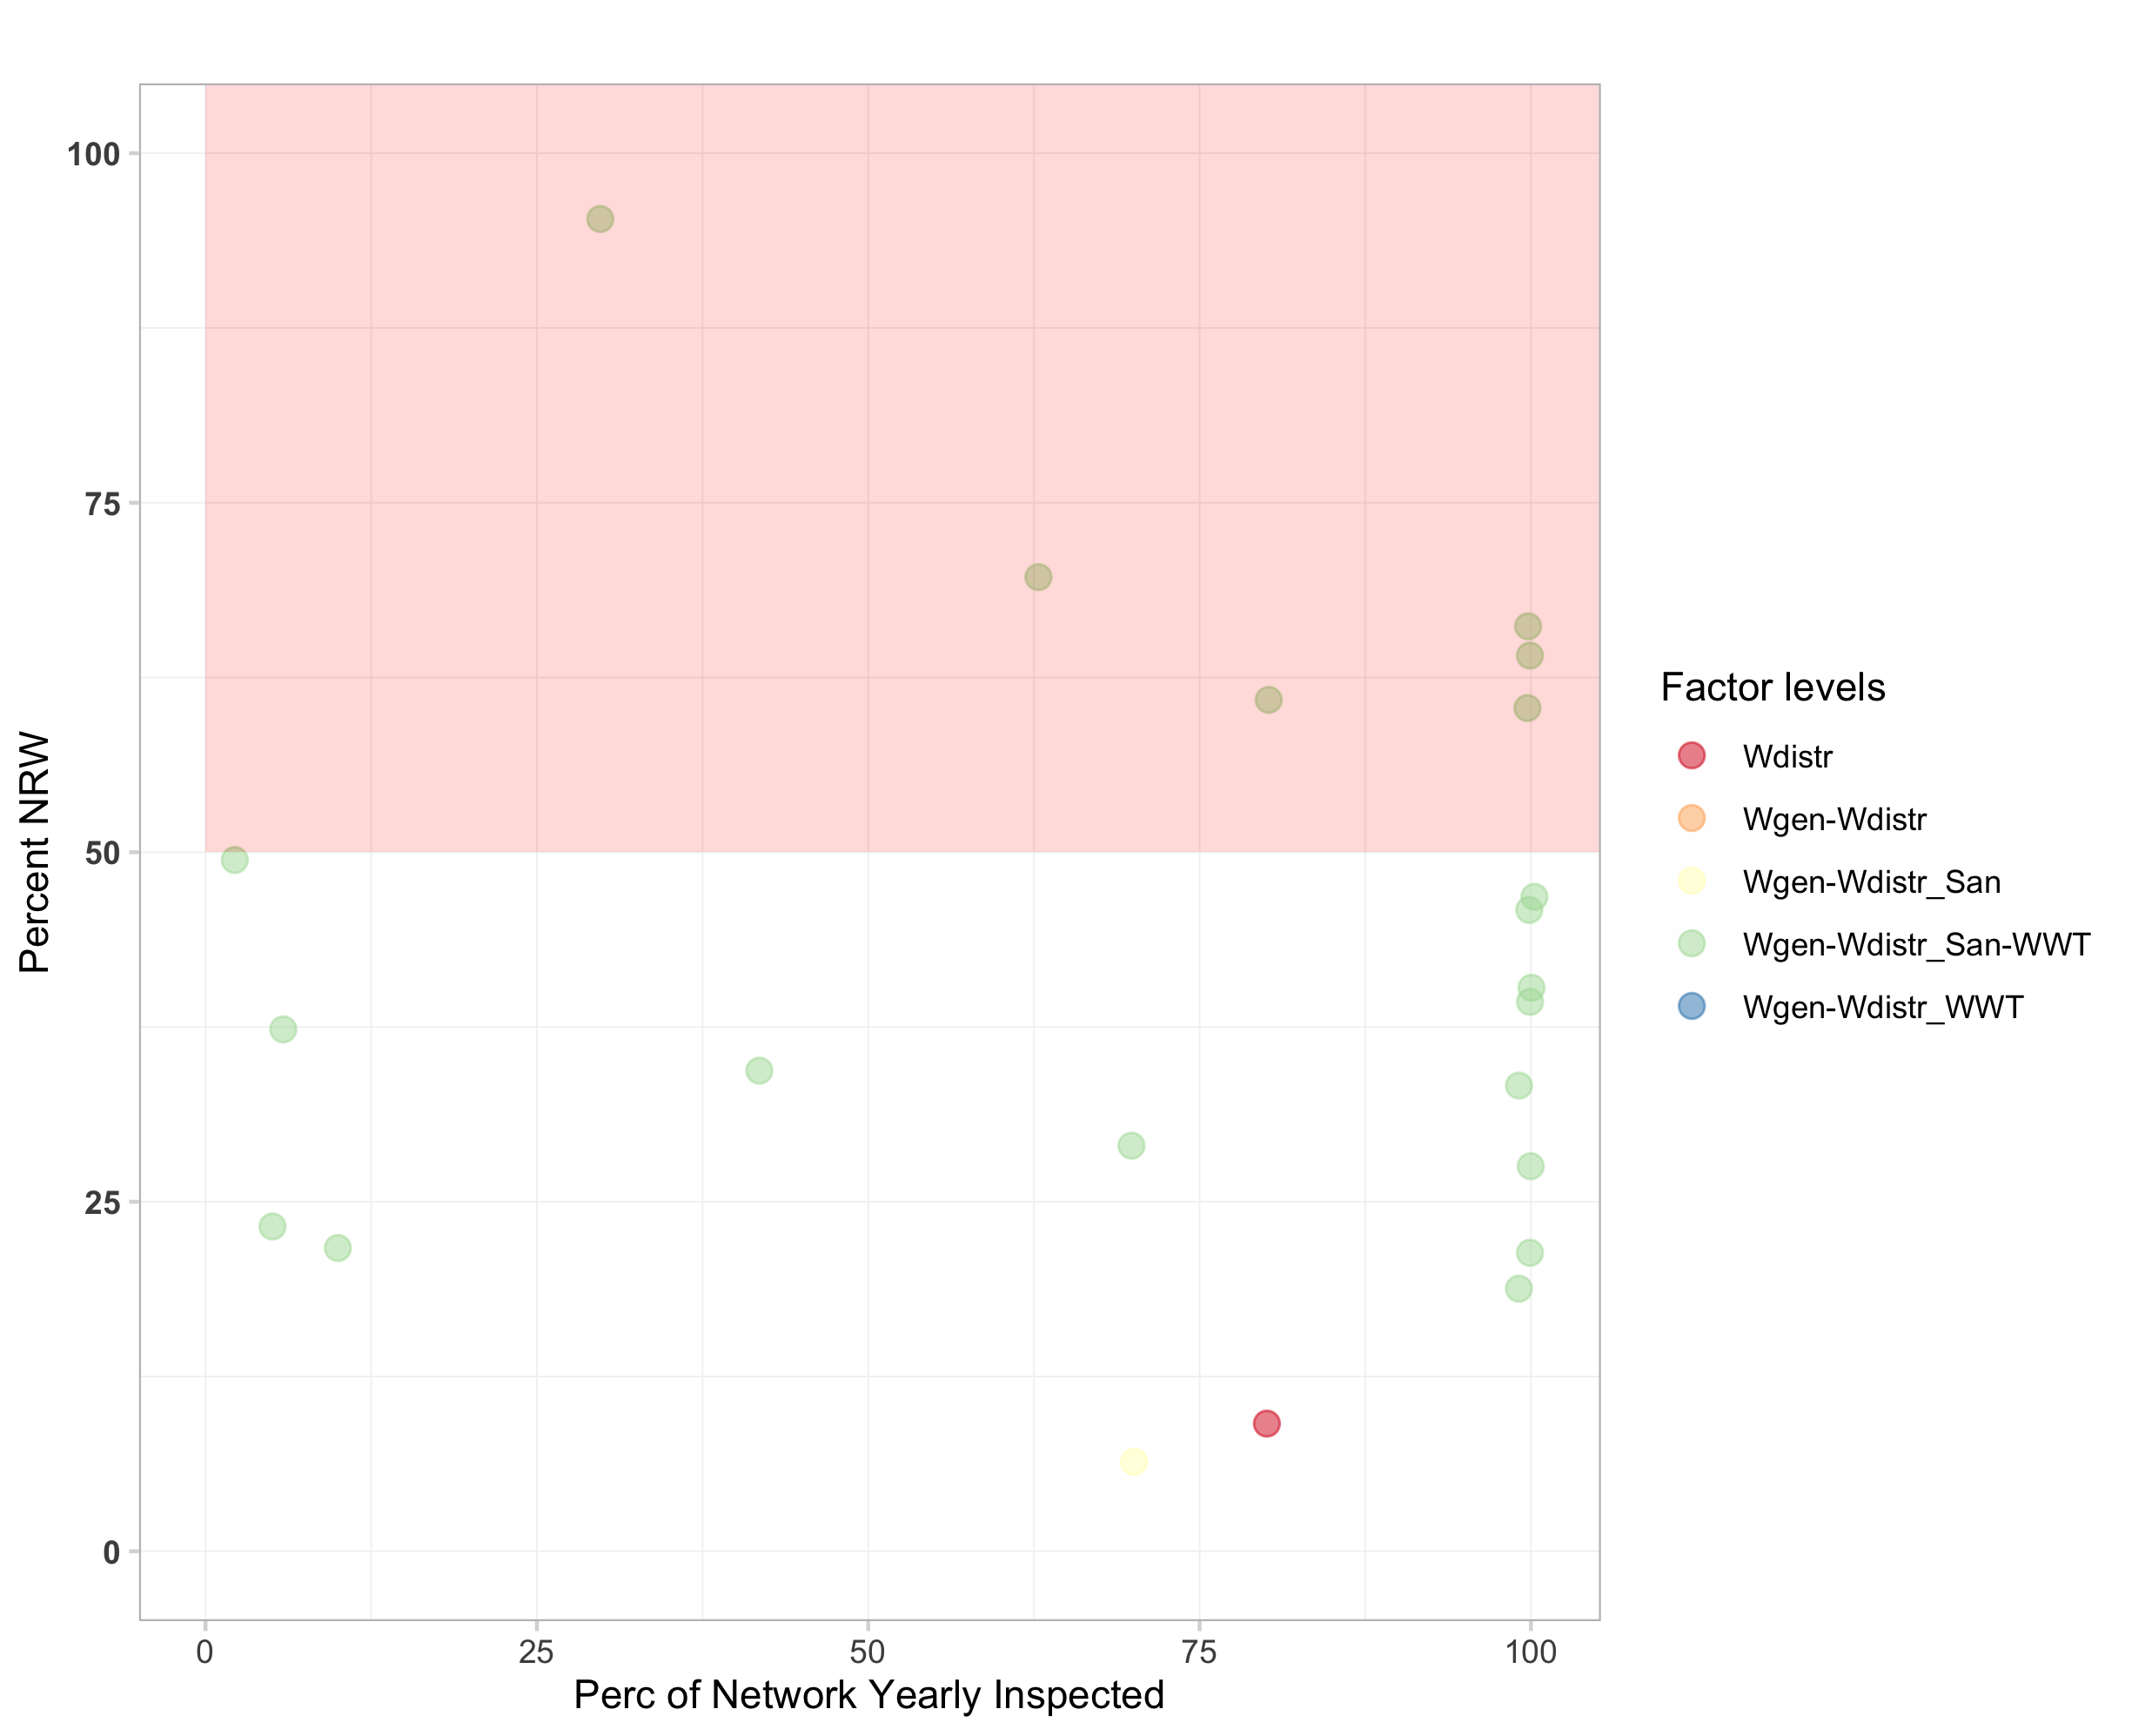 100
75
50
25
0
Percent NRW
0 25 50 75 100
Perc of Network Yearly Inspected
Factor levels
Wdistr
Wgen-Wdistr
Wgen-Wdistr_San
Wgen-Wdistr_San-WWT
Wgen-Wdistr_WWT